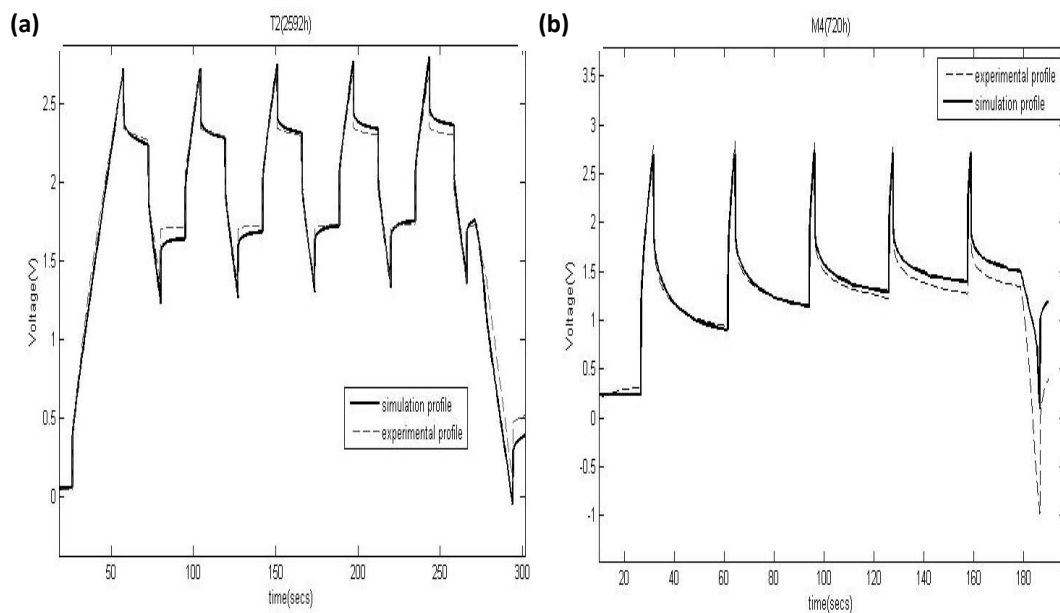 (a)
T2(2592h)
2.5
2
1.5
1
0.5
0
Voltage(V)
simulation profile
experimental profile
50
100
150
200
250
300
time(secs)
(b)
M4(720h)
3.5
3
2.5
2
1.5
1
0.5
0
-0.5
-1
Voltage(V)
experimental profile
simulation profile
20
40
60
80
100
120
140
160
180
time(secs)